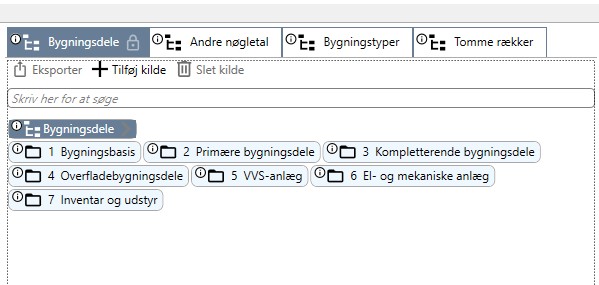 Bygningsdele Andre nøgletal Bygningstyper Tomme rækker
Eksporter Tilføj kilde Slet kilde
Skriv her for at søge
Bygningsdele
1 Bygningsbasis 2 Primære bygningsdele 3 Kompletterende bygningsdele
4 Overfladebygningsdele 5 VVS-anlæg 6 El- og mekaniske anlæg
7 Inventar og udstyr